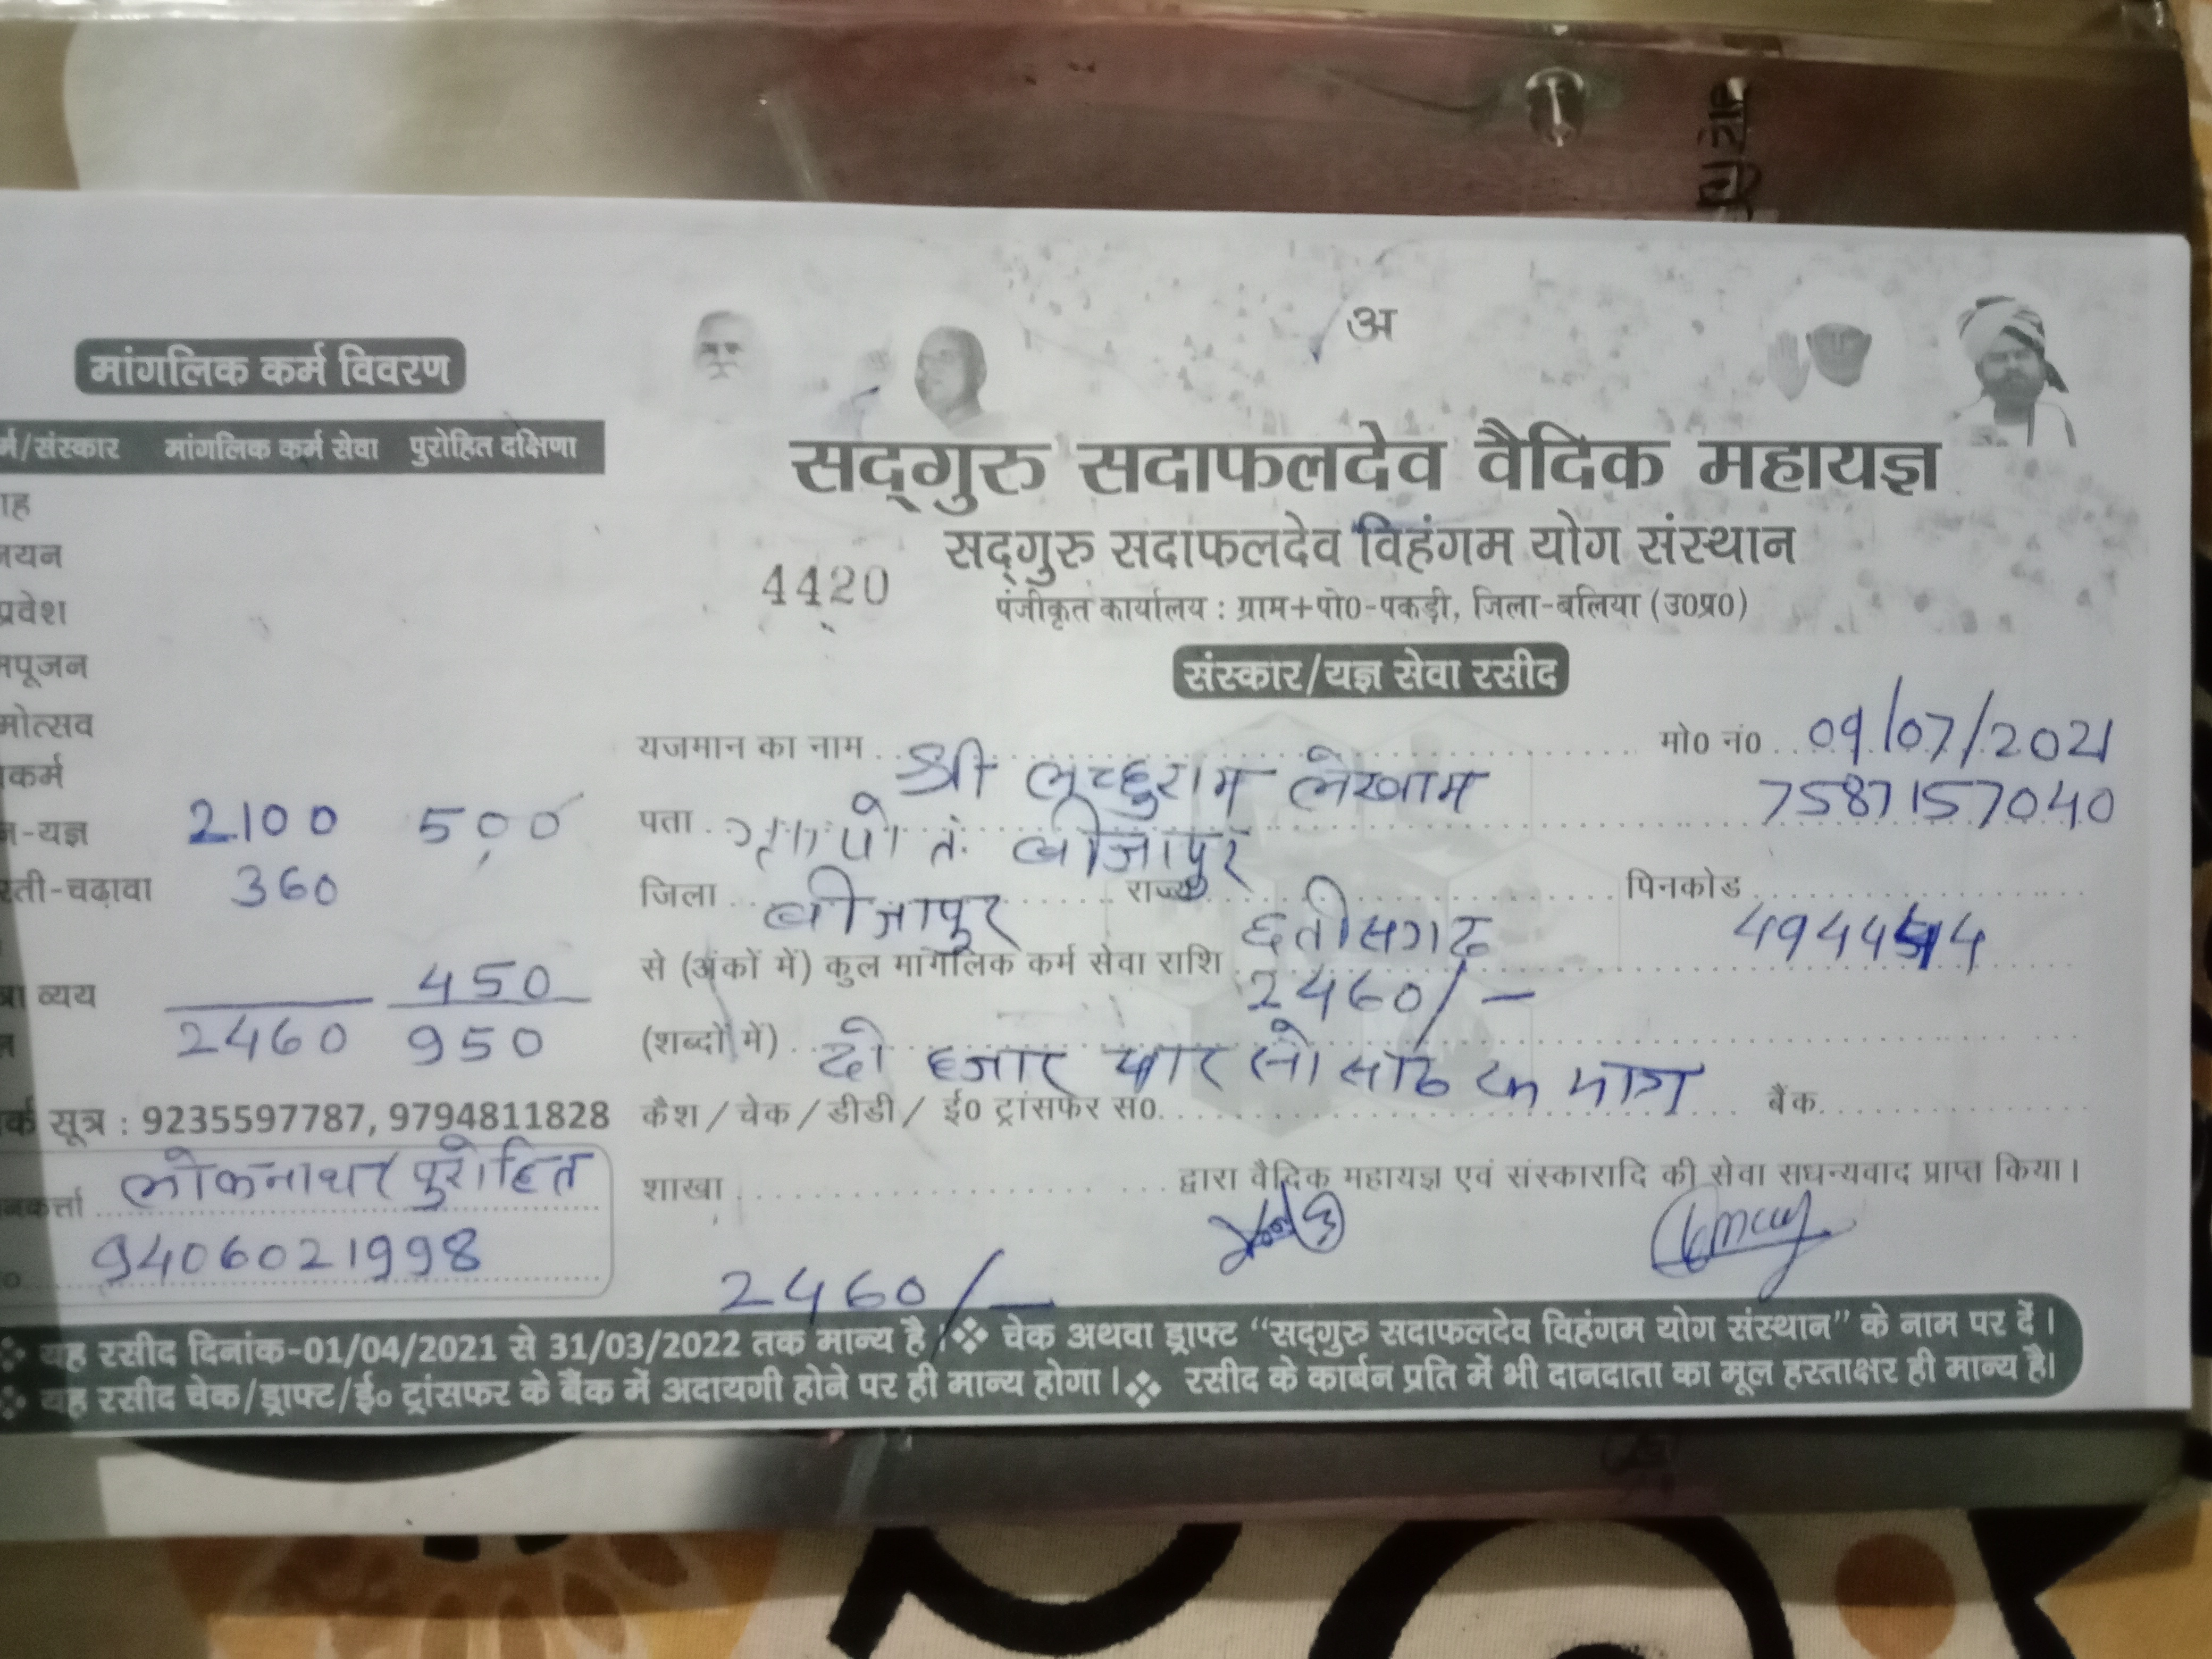 अ
मांगलिक कर्म विवरण
र्म/संस्कार मांगलिक कर्म सेवा पुरोहित दक्षिणा
ाह
नयन
प्रवेश
मपूजन
मोत्सव
कर्म
न-यज्ञ 2100 500
रती-चढ़ावा 360
त्रा व्यय 450
2460 950
र्क सूत्र : 9235597787, 9794811828
लोकनाथ पुरोहित
नकर्त्ता
9406021998
सद्गुरु सदाफलदेव वैदिक महायज्ञ
सद्गुरु सदाफलदेव विहंगम योग संस्थान
4420
पंजीकृत कार्यालय : ग्राम+पो0-पकड़ी, जिला-बलिया (उ0प्र0)
संस्कार/यज्ञ सेवा रसीद
यजमान का नाम श्री लच्छुराम लेखाम मो0 नं0 09/07/2021
7587157040
पता ग्रा पो तं. बीजापुर
जिला बीजापुर राज्य छत्तीसगढ़ पिनकोड
से (अंकों में) कुल मांगलिक कर्म सेवा राशि 2460/-
(शब्दों में) दो हजार चार सौ साठ रू मात्र
कैश/चेक/डीडी/ ई0 ट्रांसफर स0 बैंक
शाखा द्वारा वैदिक महायज्ञ एवं संस्कारादि की सेवा सधन्यवाद प्राप्त किया।
2460/-
❖ यह रसीद दिनांक-01/04/2021 से 31/03/2022 तक मान्य है। ❖ चेक अथवा ड्राफ्ट "सद्गुरु सदाफलदेव विहंगम योग संस्थान" के नाम पर दें।
❖ यह रसीद चेक/ड्राफ्ट/ई० ट्रांसफर के बैंक में अदायगी होने पर ही मान्य होगा। ❖ रसीद के कार्बन प्रति में भी दानदाता का मूल हस्ताक्षर ही मान्य है।